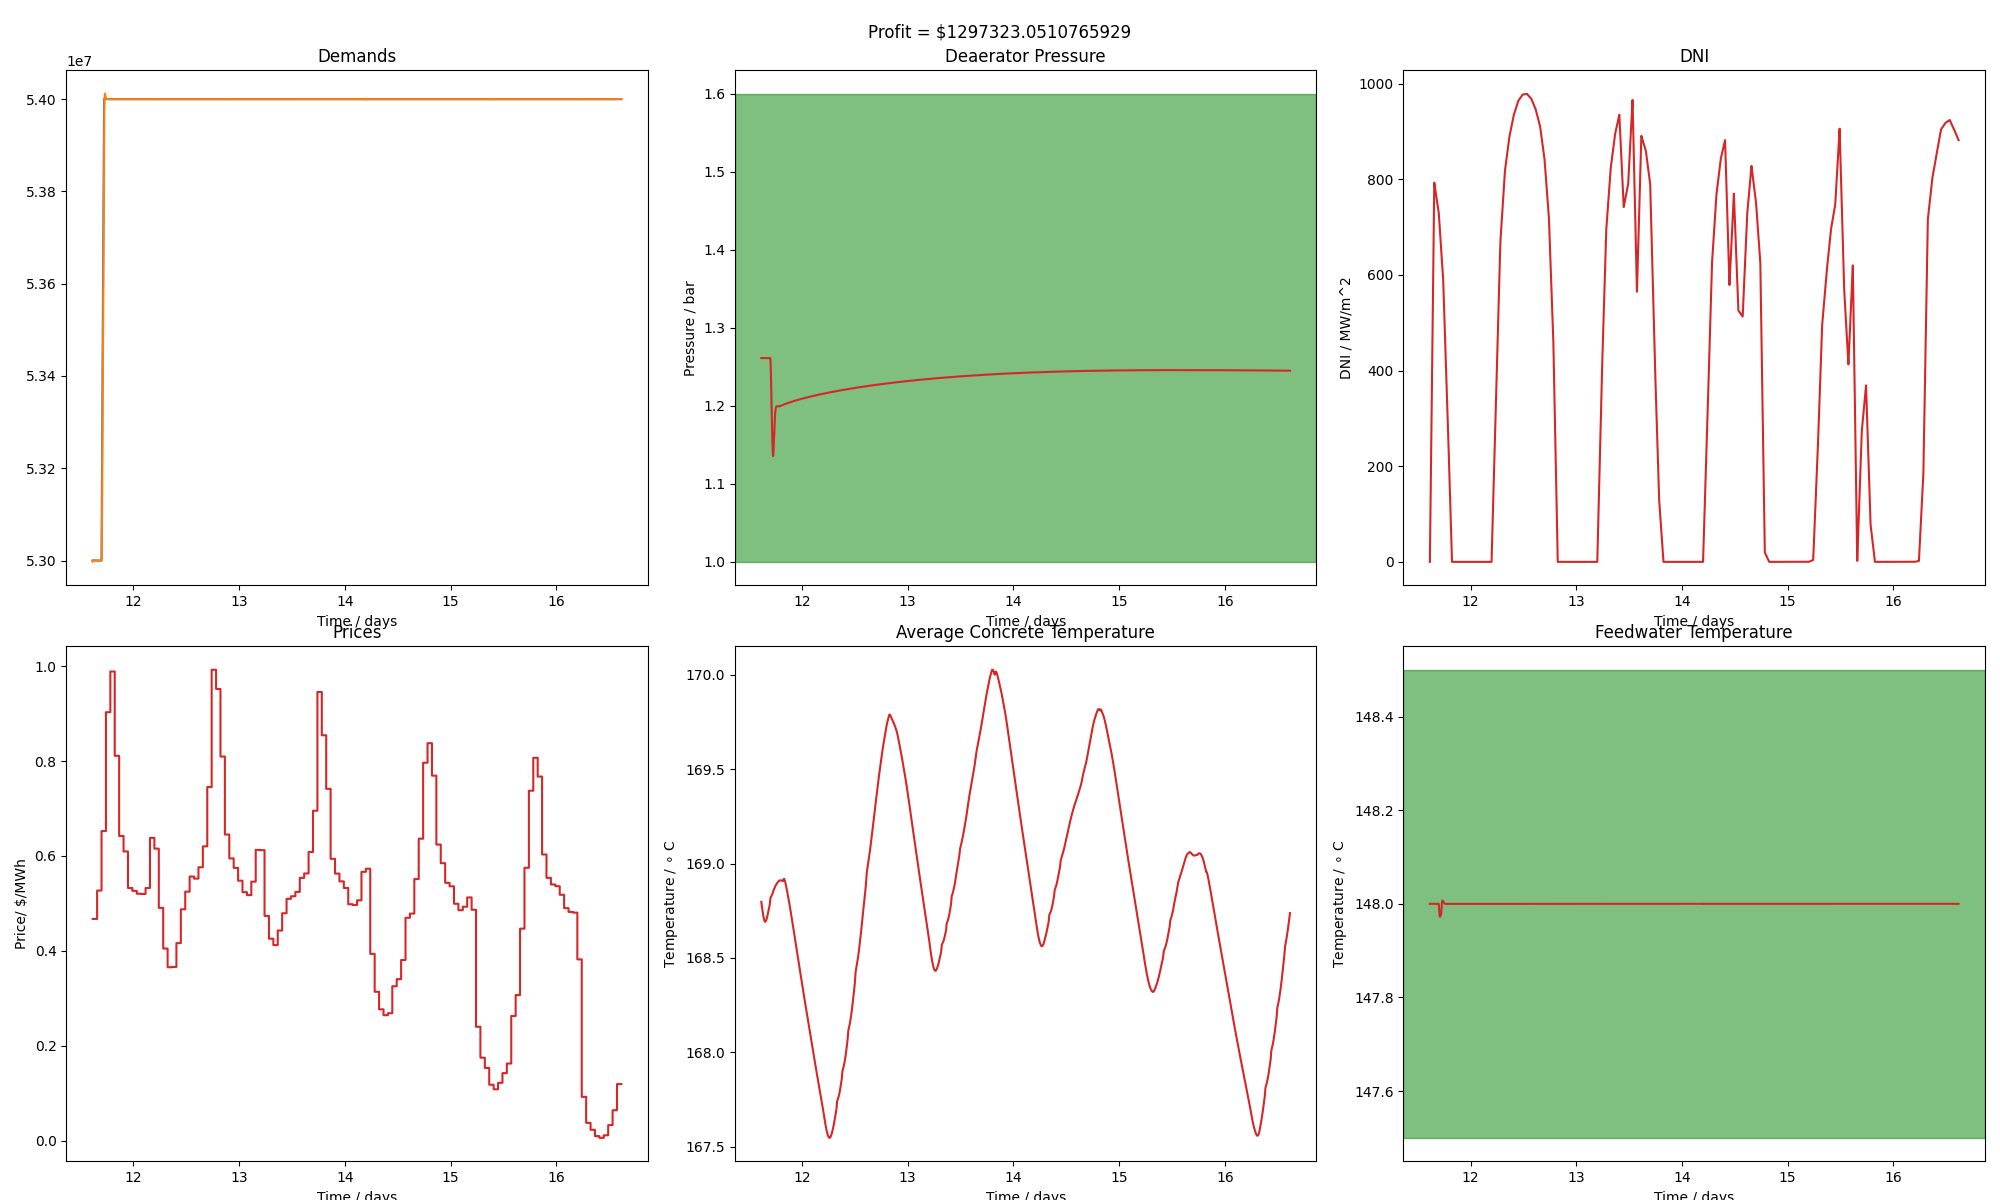 Profit = $1297323.0510765929
Demands
1e7
5.40
5.38
5.36
5.34
5.32
5.30
12 13 14 15 16
Time / days
Deaerator Pressure
Pressure / bar
1.6
1.5
1.4
1.3
1.2
1.1
1.0
12 13 14 15 16
Time / days
DNI
DNI / MW/m^2
1000
800
600
400
200
0
12 13 14 15 16
Time / days
Prices
Price/ $/MWh
1.0
0.8
0.6
0.4
0.2
0.0
12 13 14 15 16
Time / days
Average Concrete Temperature
Temperature / ∘ C
170.0
169.5
169.0
168.5
168.0
167.5
12 13 14 15 16
Time / days
Feedwater Temperature
Temperature / ∘ C
148.4
148.2
148.0
147.8
147.6
12 13 14 15 16
Time / days